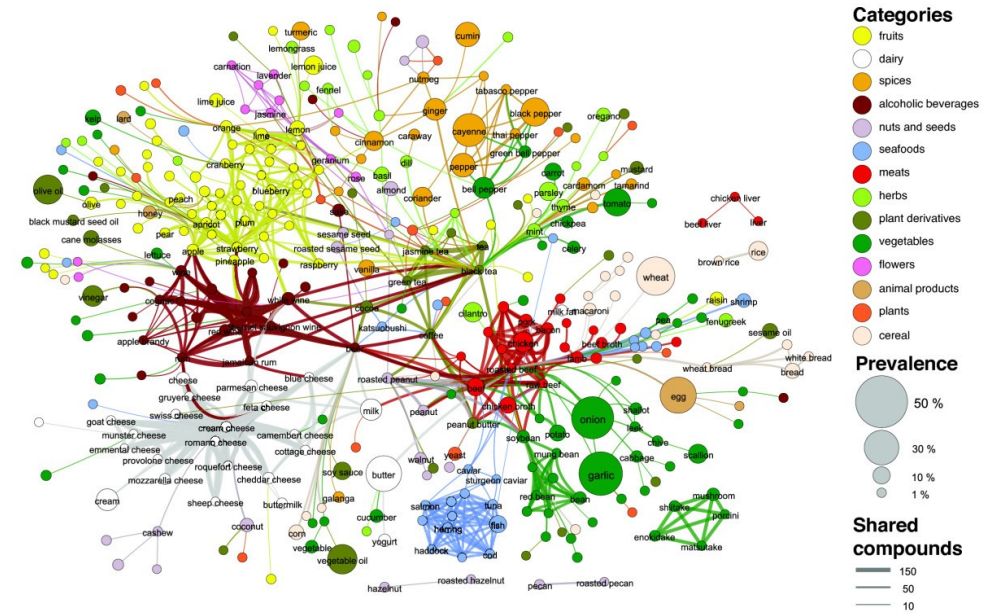 Categories
fruits
dairy
spices
alcoholic beverages
nuts and seeds
seafoods
meats
herbs
plant derivatives
vegetables
flowers
animal products
plants
cereal
Prevalence
50 %
30 %
10 %
1 %
Shared
compounds
150
50
10
turmeric
cumin
lemongrass
carnation
lavender
lemon juice
nutmeg
fennel
tabasco pepper
lime juice
ginger
black pepper
kelp
lard
jasmine
oregano
orange
lime
lemon
cinnamon
caraway
cayenne
thai pepper
green bell pepper
cranberry
geranium
dill
pepper
carrot
mustard
rose
basil
olive oil
blueberry
almond
bell pepper
cardamom
tamarind
parsley
peach
coriander
tomato
chicken liver
olive
thyme
honey
black mustard seed oil
apricot
plum
chickpea
beef liver
liver
pear
sesame seed
mint
cane molasses
tea
celery
apple
strawberry
roasted sesame seed
jasmine tea
rice
lettuce
pineapple
brown rice
raspberry
vanilla
black tea
green tea
wheat
vinegar
white wine
cocoa
milk fat
macaroni
raisin
shrimp
cilantro
pork
pea
fenugreek
katsuobushi
bacon
sesame oil
apple brandy
coffee
chicken
beef broth
rum
jamaican rum
lamb
white bread
roasted beef
wheat bread
bread
cheese
blue cheese
roasted peanut
beef
raw beef
parmesan cheese
egg
gruyere cheese
feta cheese
milk
peanut
chicken broth
swiss cheese
onion
shallot
goat cheese
cream cheese
peanut butter
leek
munster cheese
camembert cheese
soybean
potato
romano cheese
chive
emmental cheese
cottage cheese
mung bean
scallion
provolone cheese
walnut
yeast
cabbage
roquefort cheese
caviar
mozzarella cheese
cheddar cheese
soy sauce
butter
sturgeon caviar
garlic
cream
sheep cheese
buttermilk
galanga
salmon
tuna
red bean
bean
mushroom
shiitake
porcini
cashew
coconut
corn
cucumber
herring
fish
enokidake
vegetable
yogurt
haddock
cod
matsutake
vegetable oil
hazelnut
roasted hazelnut
pecan
roasted pecan